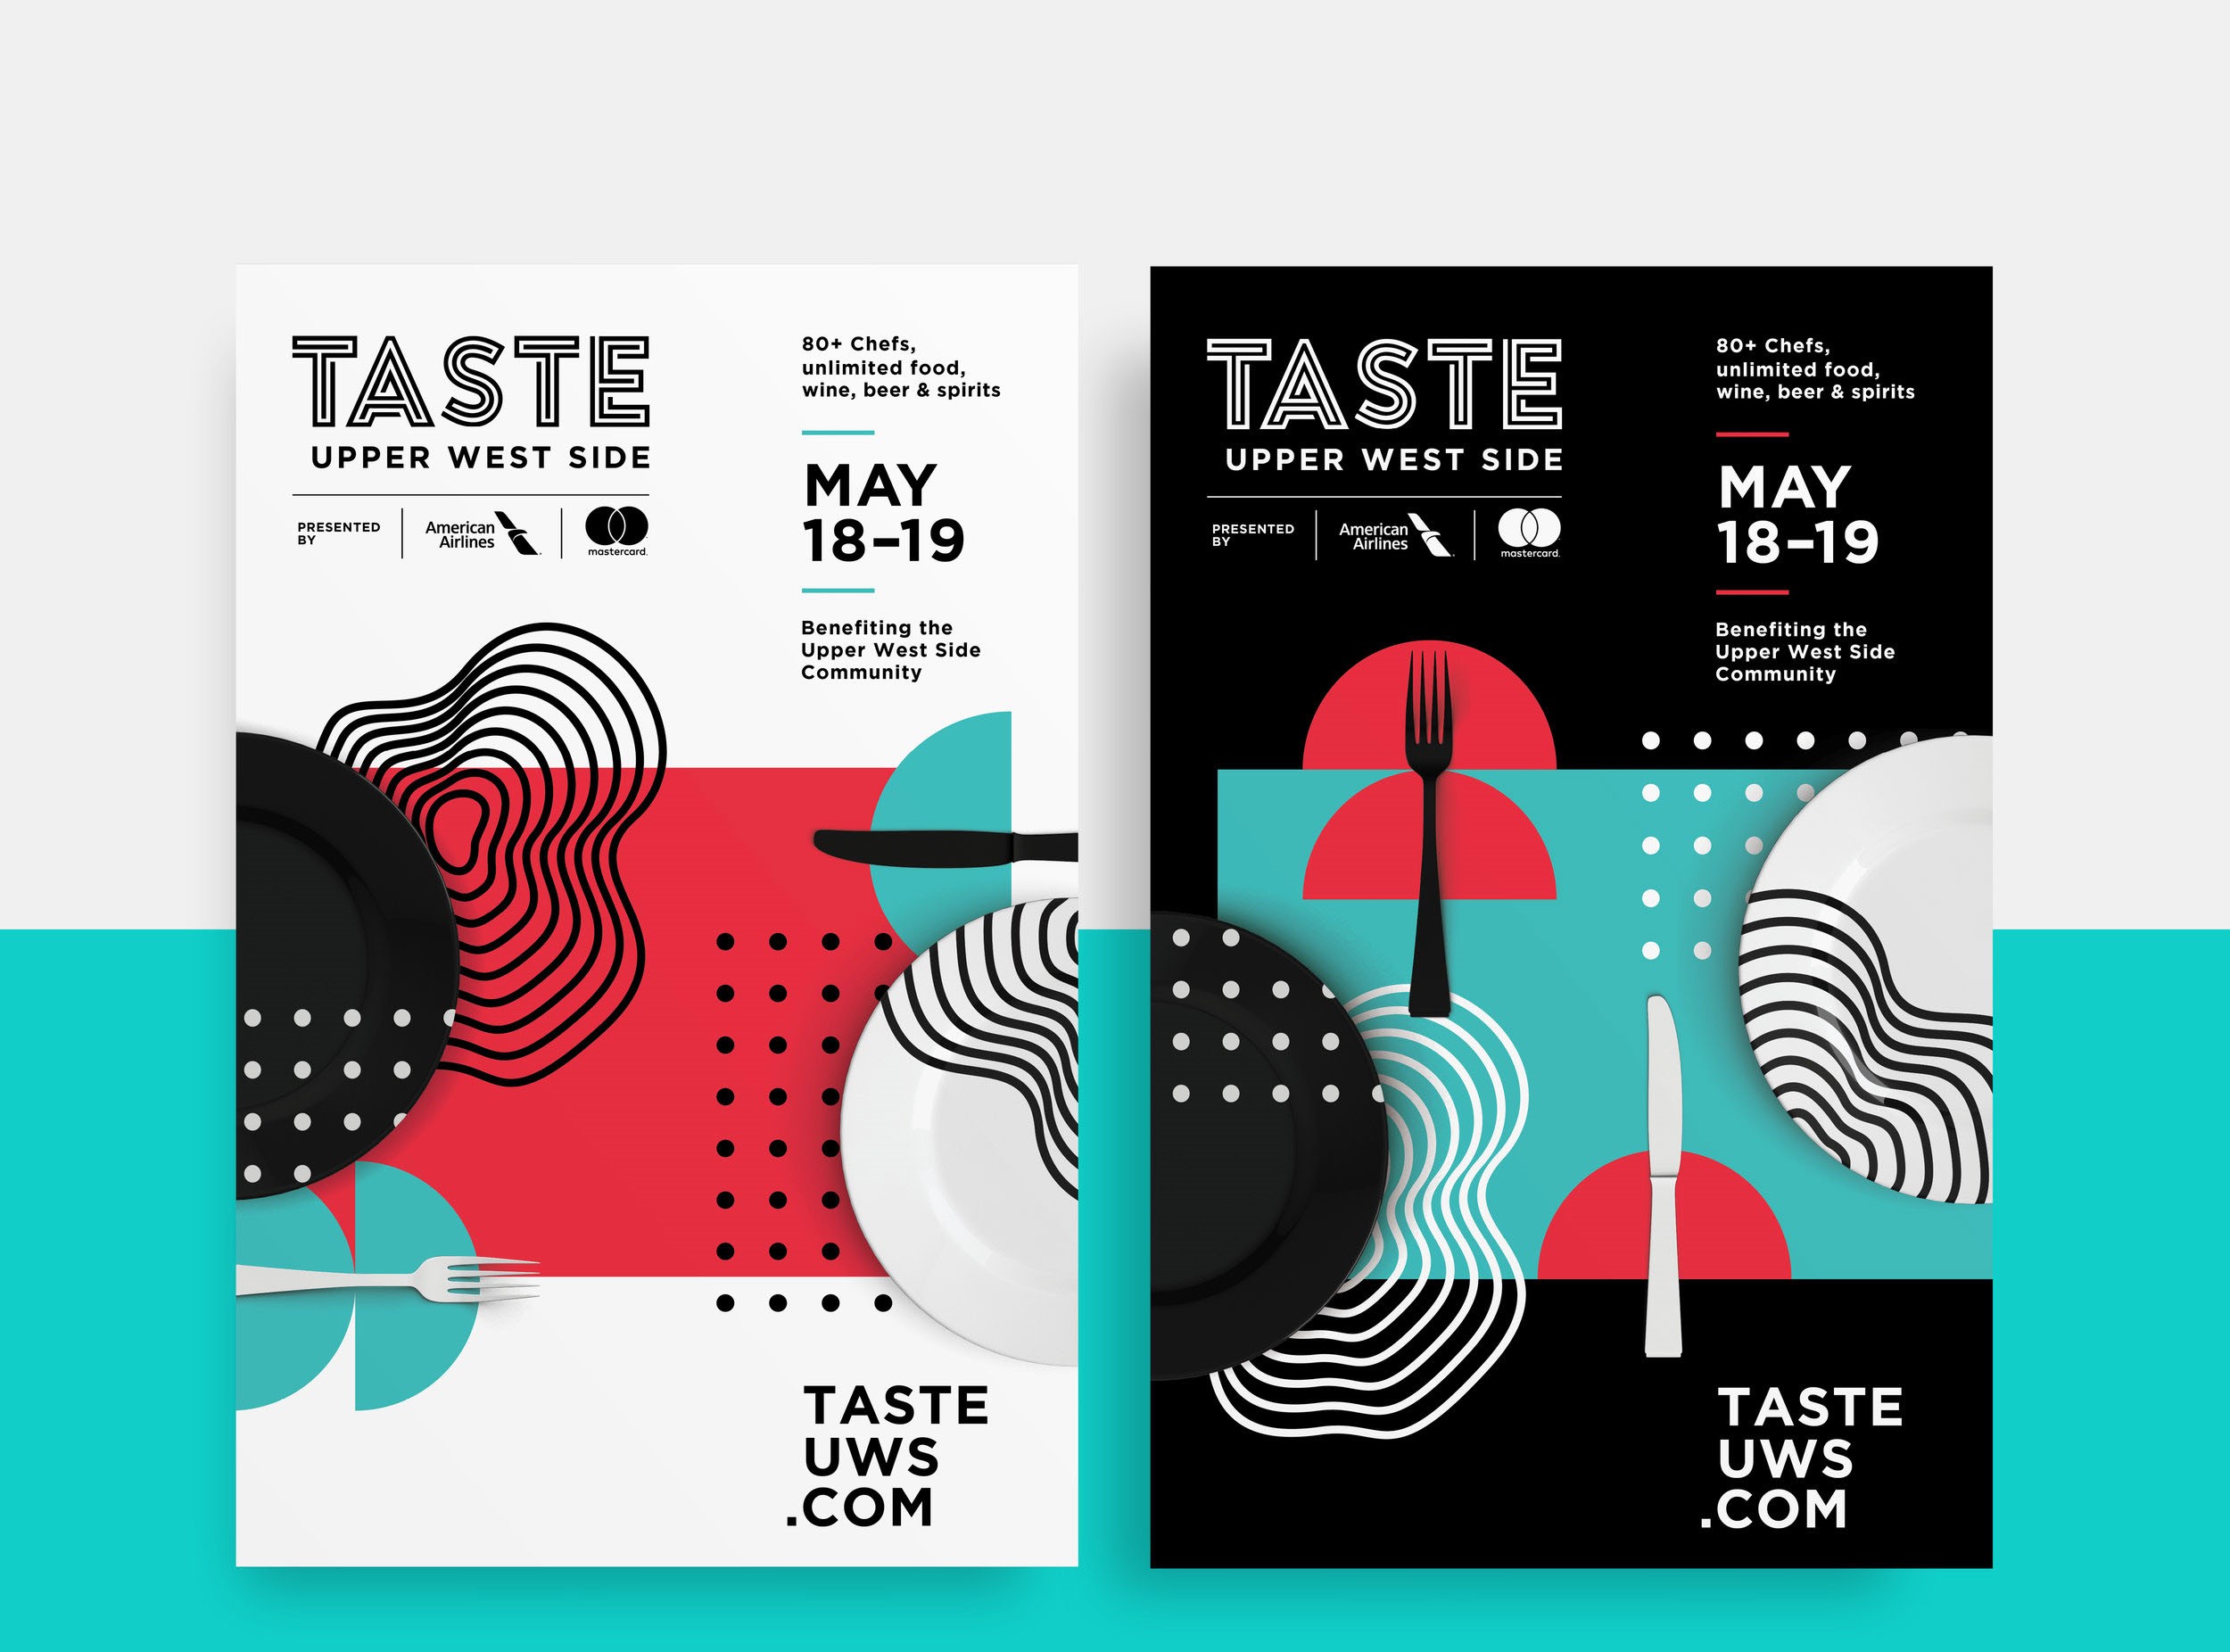 TASTE
UPPER WEST SIDE
PRESENTED
BY
American
Airlines
mastercard.
80+ Chefs,
unlimited food,
wine, beer & spirits
MAY
18–19
Benefiting the
Upper West Side
Community
TASTE
UWS
.COM
TASTE
UPPER WEST SIDE
PRESENTED
BY
American
Airlines
mastercard.
80+ Chefs,
unlimited food,
wine, beer & spirits
MAY
18–19
Benefiting the
Upper West Side
Community
TASTE
UWS
.COM